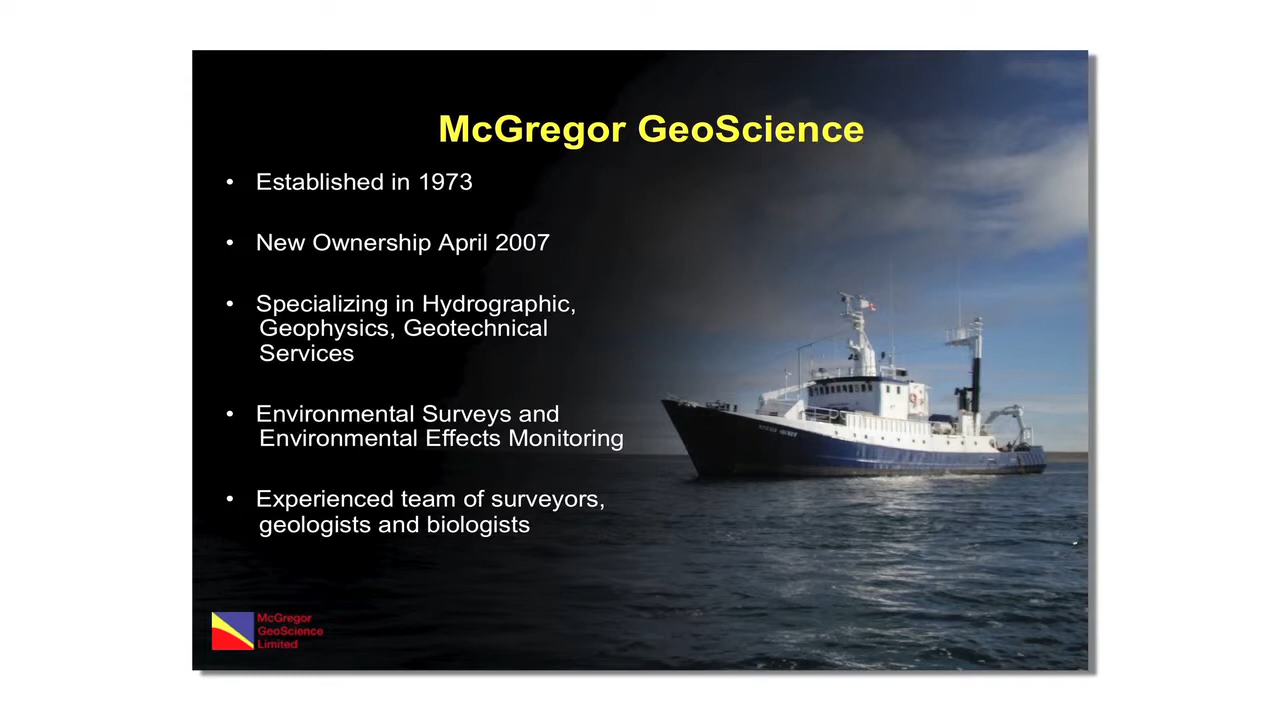 McGregor GeoScience
• Established in 1973
• New Ownership April 2007
• Specializing in Hydrographic,
Geophysics, Geotechnical
Services
• Environmental Surveys and
Environmental Effects Monitoring
• Experienced team of surveyors,
geologists and biologists
McGregor
GeoScience
Limited